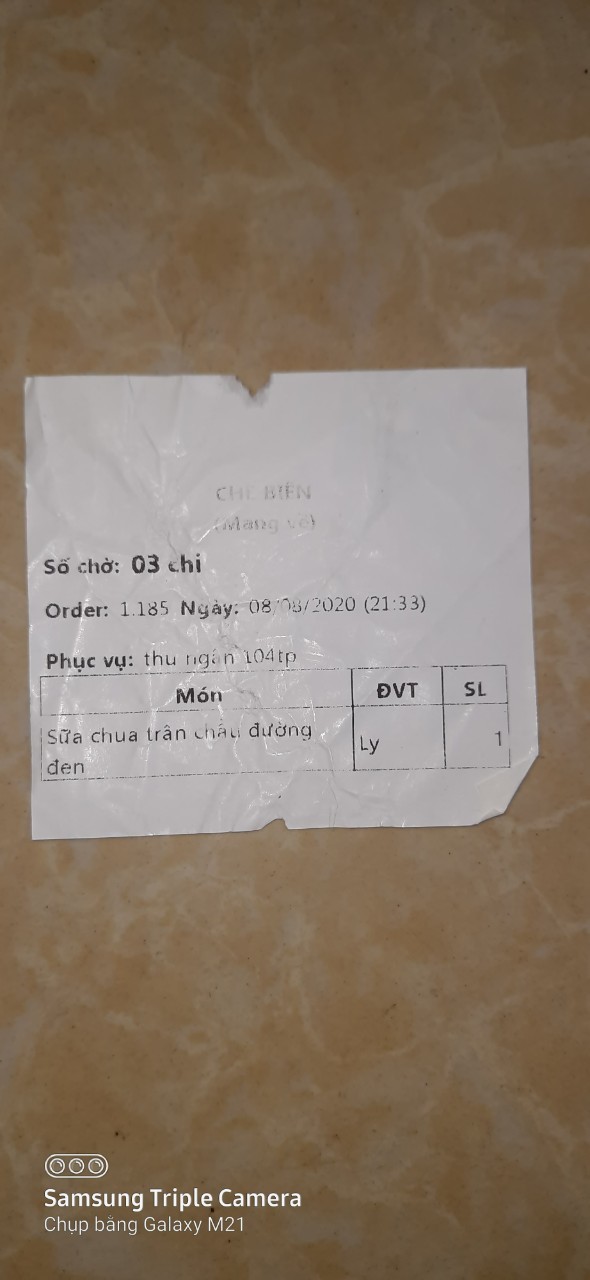 CHẾ BIẾN
(Mang về)
Số chờ: 03 chi
Order: 1.185 Ngày: 08/08/2020 (21:33)
Phục vụ: thu ngân 104tp
Món ĐVT SL
Sữa chua trân châu đường đen Ly 1
Samsung Triple Camera
Chụp bằng Galaxy M21